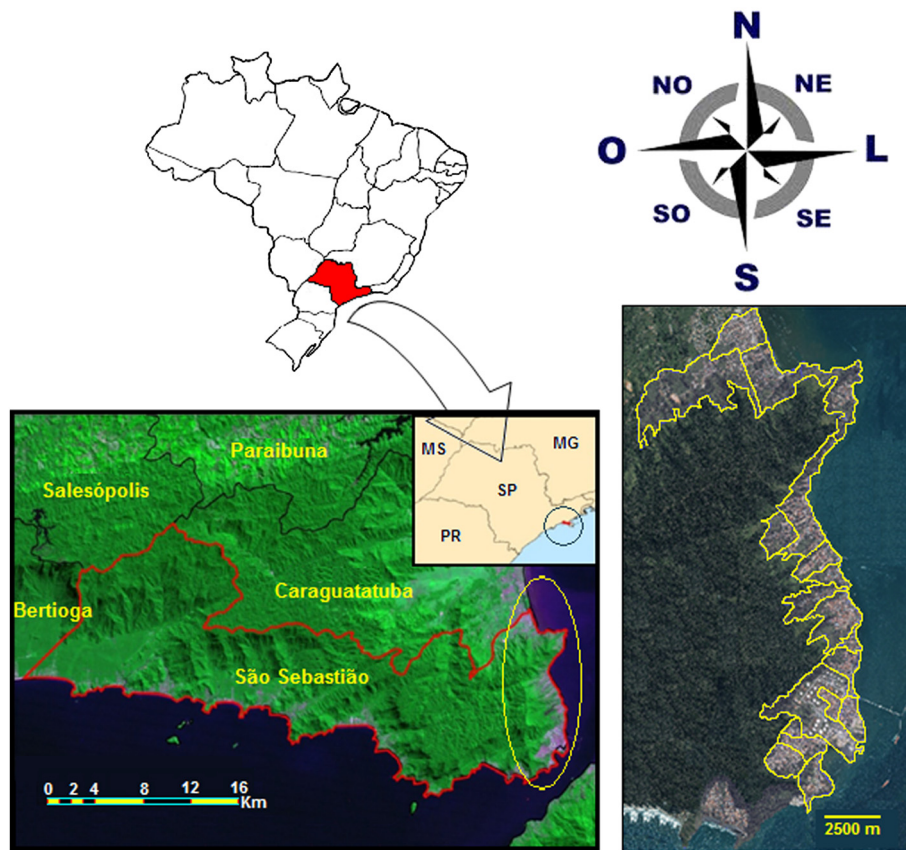 N
NO NE
O L
SO SE
S
MS MG
SP
PR
Paraibuna
Salesópolis
Caraguatatuba
Bertioga
São Sebastião
0 2 4 8 12 16
Km
2500 m